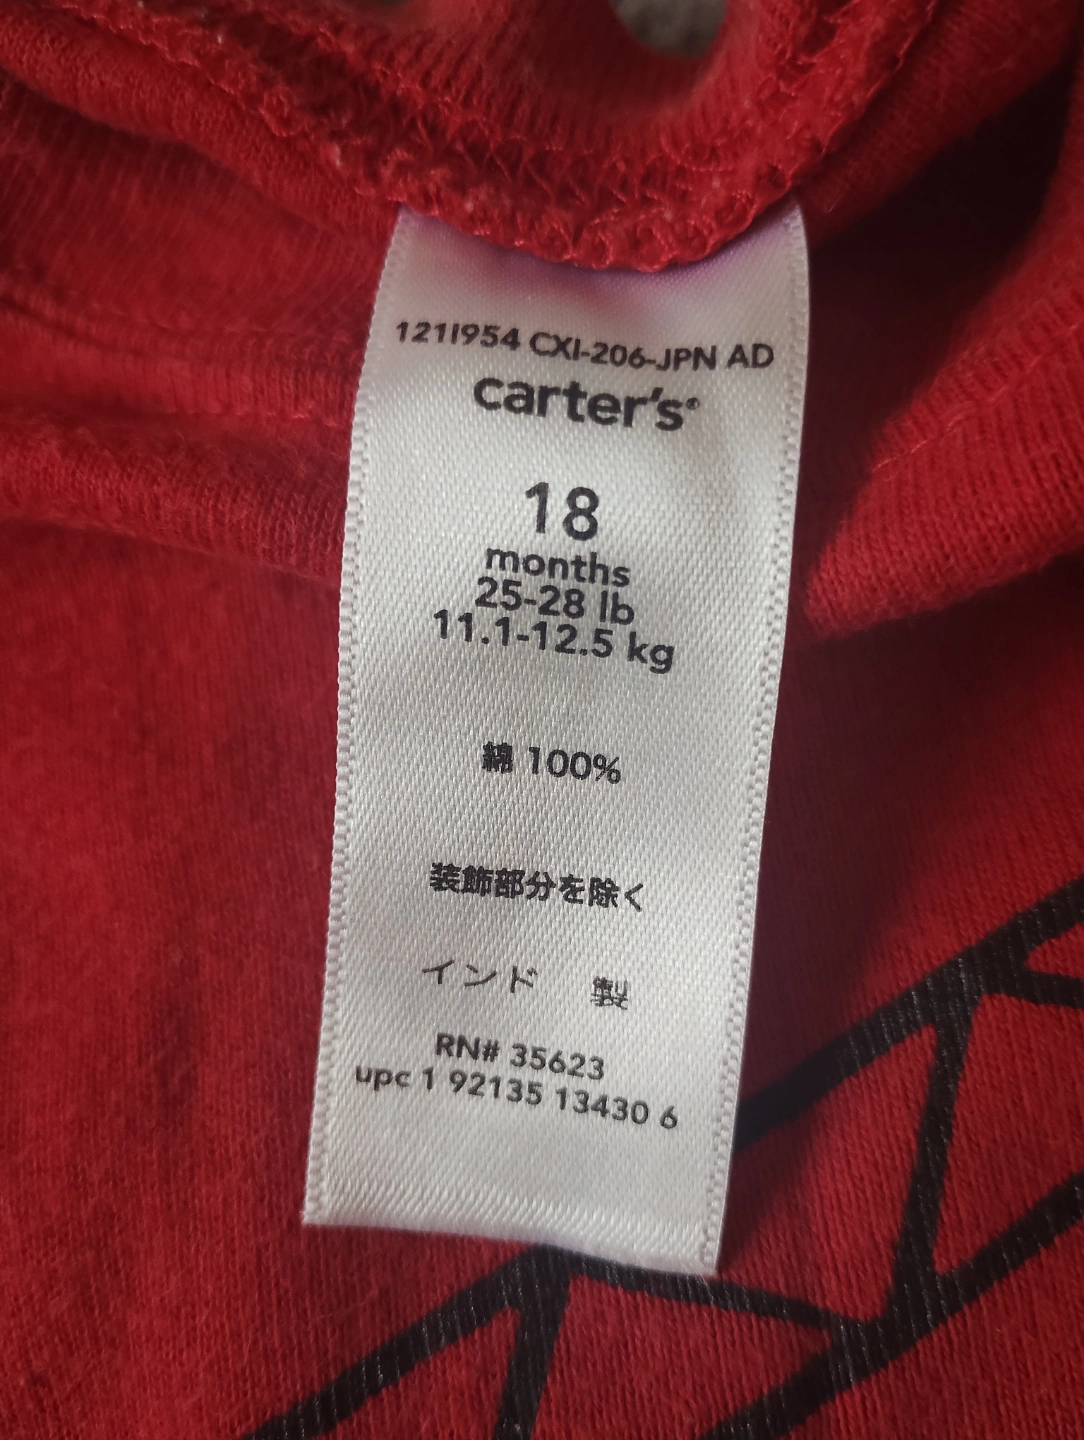 121I954 CXI-206-JPN AD
carter's®
18
months
25-28 lb
11.1-12.5 kg
綿 100%
装飾部分を除く
インド 製
RN# 35623
upc 1 92135 13430 6